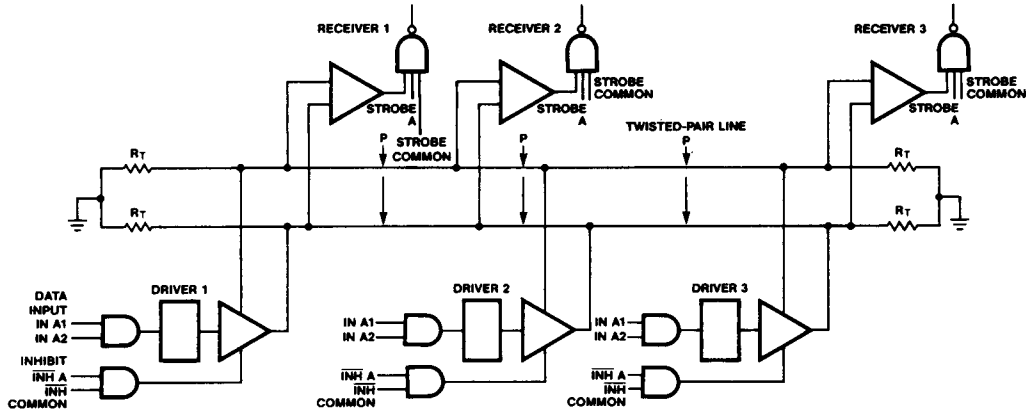 RECEIVER 1
RECEIVER 2
RECEIVER 3
STROBE
A
STROBE
COMMON
STROBE
COMMON
STROBE
A
STROBE
COMMON
STROBE
A
P
P
TWISTED-PAIR LINE
P
RT
RT
RT
RT
DATA
INPUT
IN A1
IN A2
DRIVER 1
INHIBIT
INH A
INH
COMMON
DRIVER 2
IN A1
IN A2
INH A
INH
COMMON
DRIVER 3
IN A1
IN A2
INH A
INH
COMMON